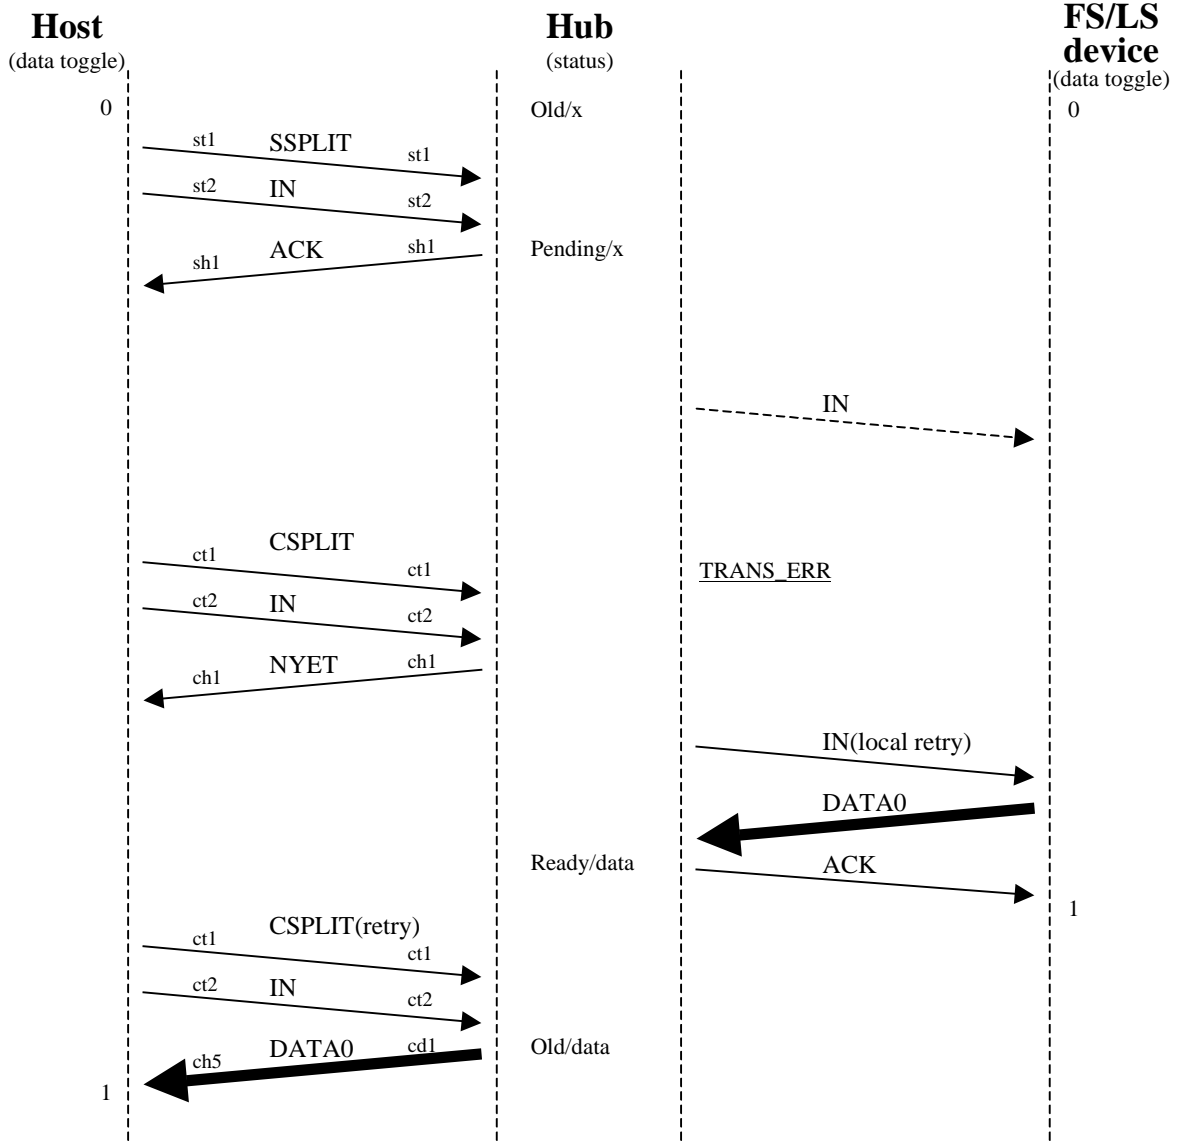 Host
(data toggle)
Hub
(status)
FS/LS
device
(data toggle)
0
Old/x
0
st1
SSPLIT
st1
st2
IN
st2
sh1
ACK
sh1
Pending/x
IN
ct1
CSPLIT
ct1
TRANS_ERR
ct2
IN
ct2
ch1
NYET
ch1
IN(local retry)
DATA0
Ready/data
ACK
1
ct1
CSPLIT(retry)
ct1
ct2
IN
ct2
ch5
DATA0
cd1
Old/data
1